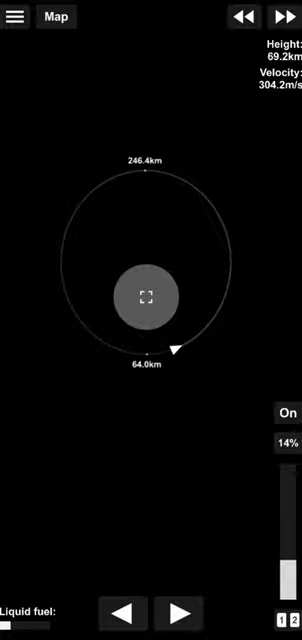 Map
Height:
69.2km
Velocity:
304.2m/s
246.4km
64.0km
On
14%
Liquid fuel:
1 2